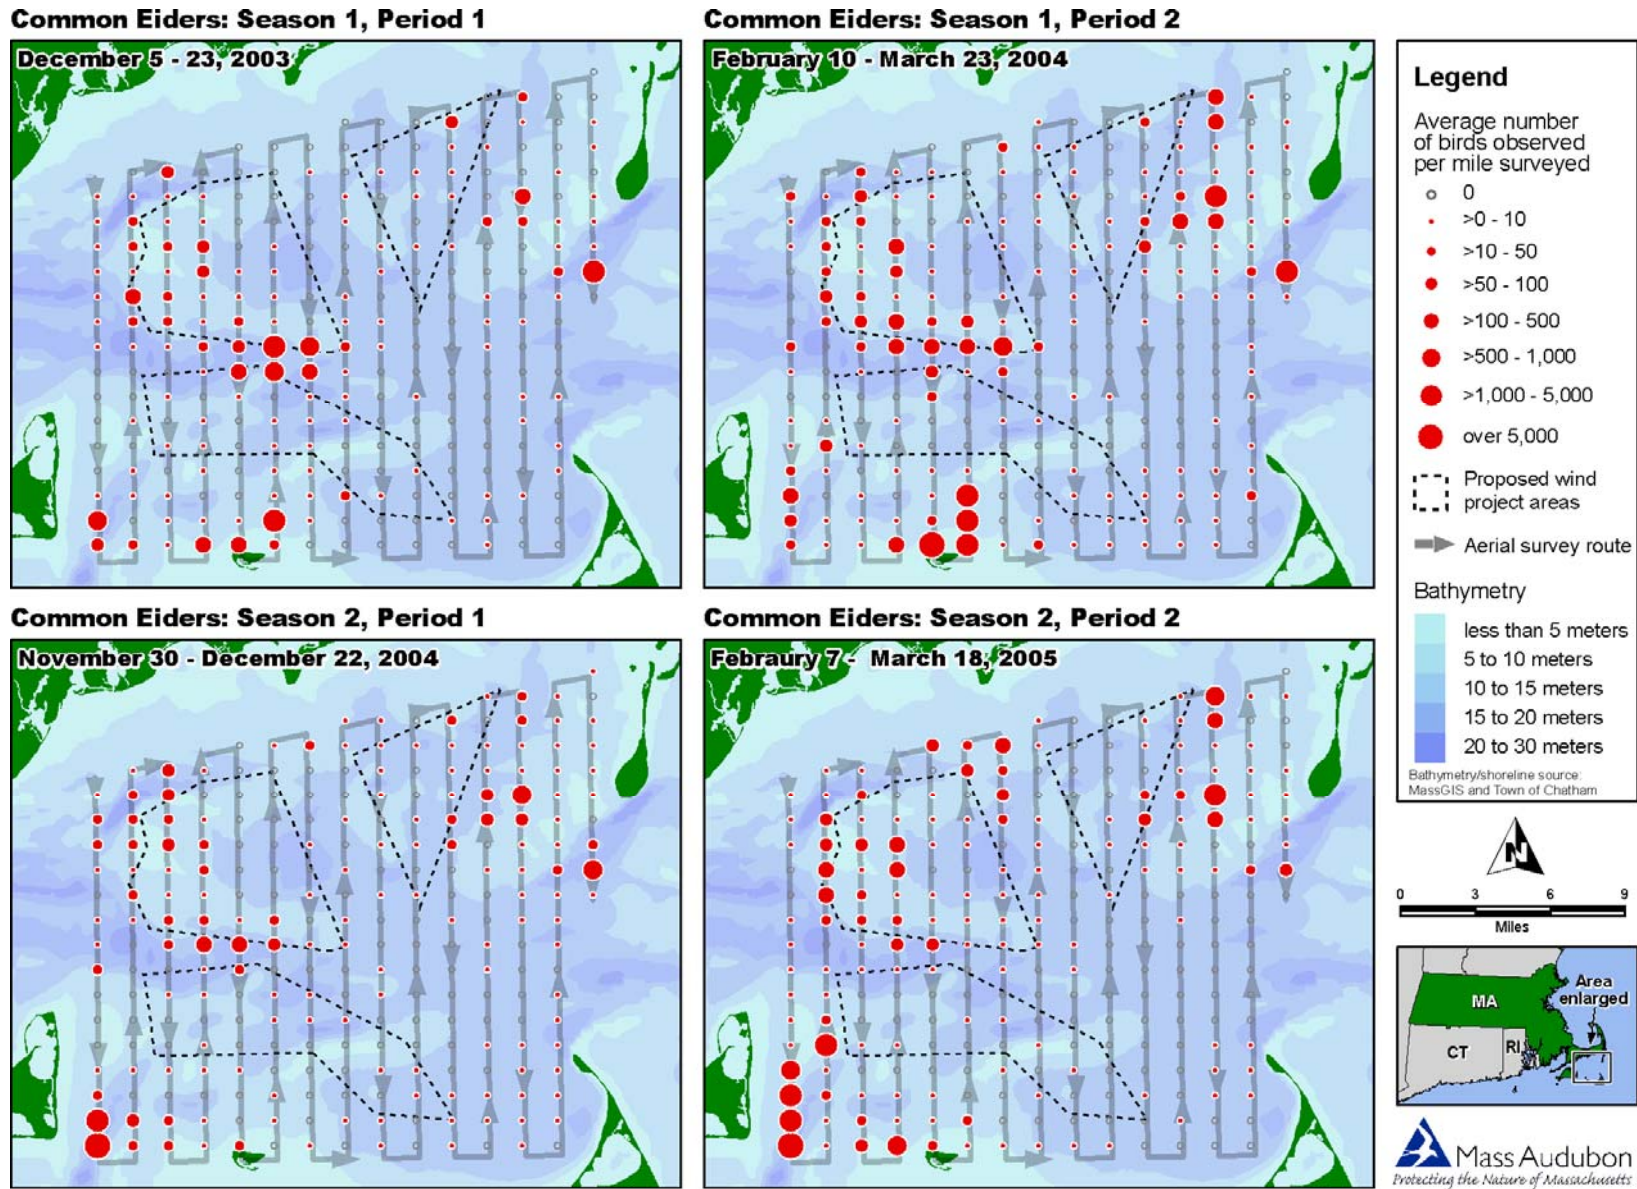 Common Eiders: Season 1, Period 1
December 5 - 23, 2003
Common Eiders: Season 1, Period 2
February 10 - March 23, 2004
Common Eiders: Season 2, Period 1
November 30 - December 22, 2004
Common Eiders: Season 2, Period 2
Febraury 7 - March 18, 2005
Legend
Average number
of birds observed
per mile surveyed
0
>0 - 10
>10 - 50
>50 - 100
>100 - 500
>500 - 1,000
>1,000 - 5,000
over 5,000
Proposed wind
project areas
Aerial survey route
Bathymetry
less than 5 meters
5 to 10 meters
10 to 15 meters
15 to 20 meters
20 to 30 meters
Bathymetry/shoreline source:
MassGIS and Town of Chatham
N
0 3 6 9
Miles
Area
enlarged
MA
CT
RI
Mass Audubon
Protecting the Nature of Massachusetts